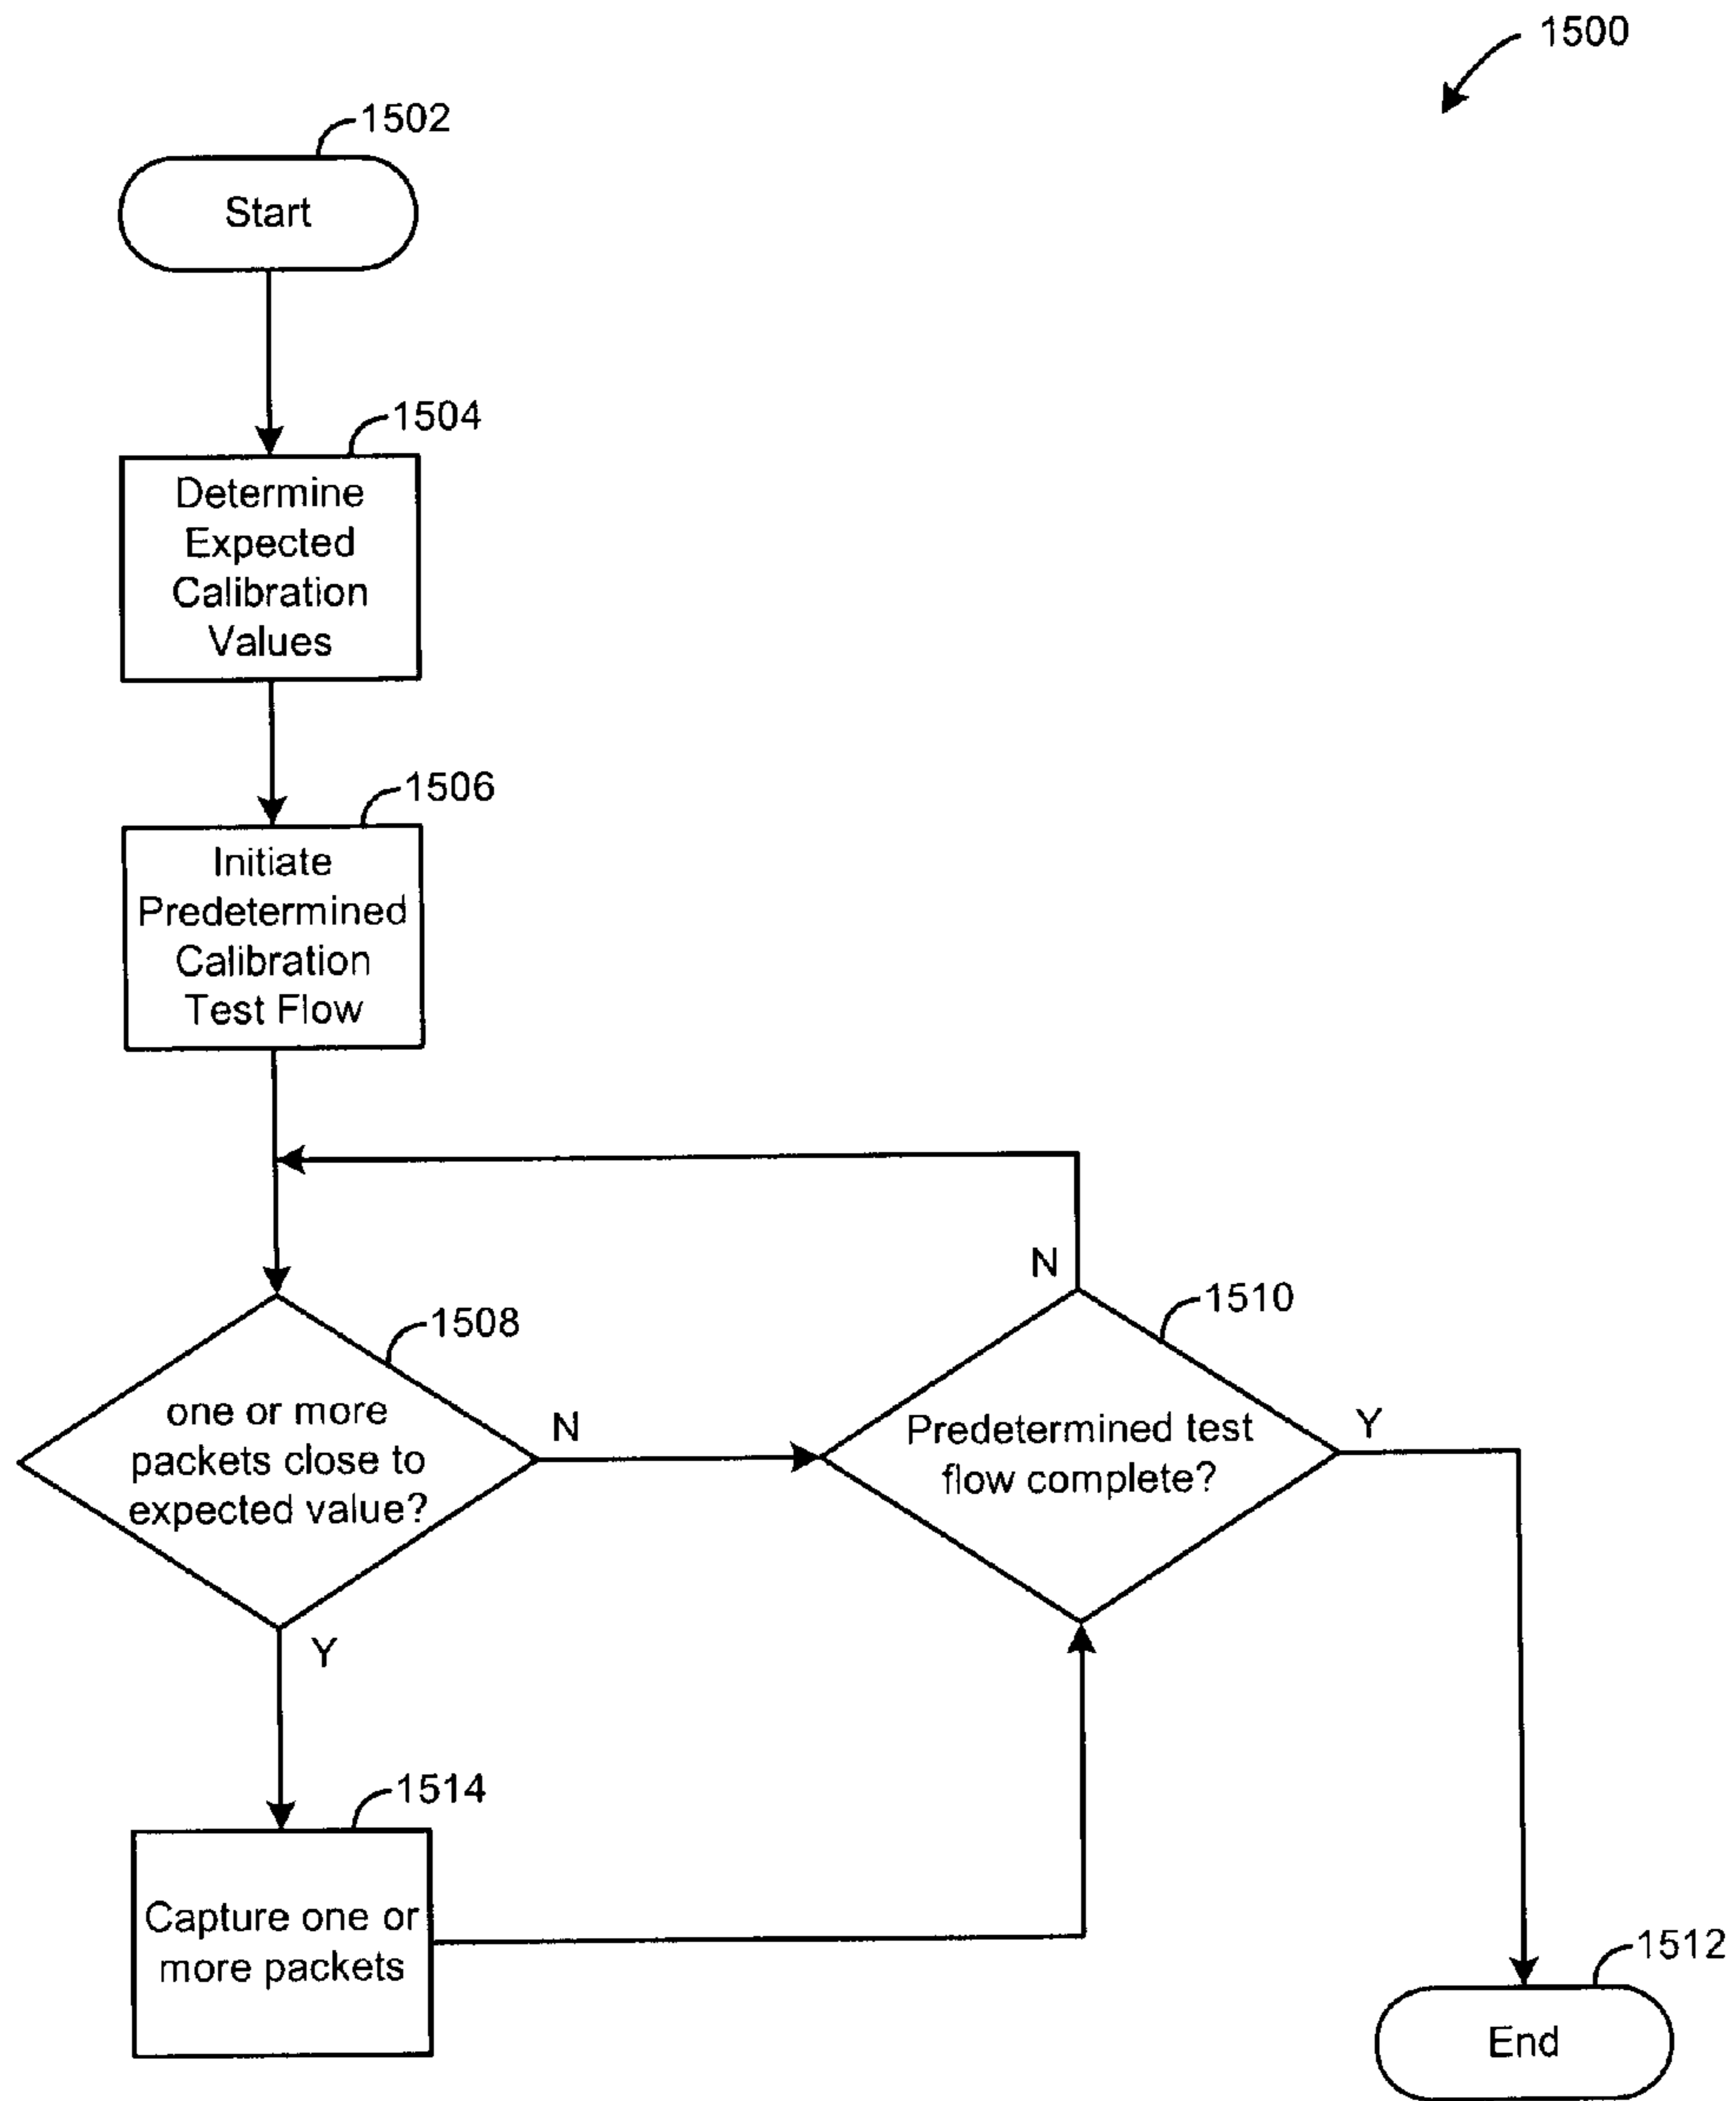 1500
1502
Start
1504
Determine
Expected
Calibration
Values
1506
Initiate
Predetermined
Calibration
Test Flow
1508
one or more
packets close to
expected value?
N
Y
1510
Predetermined test
flow complete?
N
Y
1514
Capture one or
more packets
1512
End